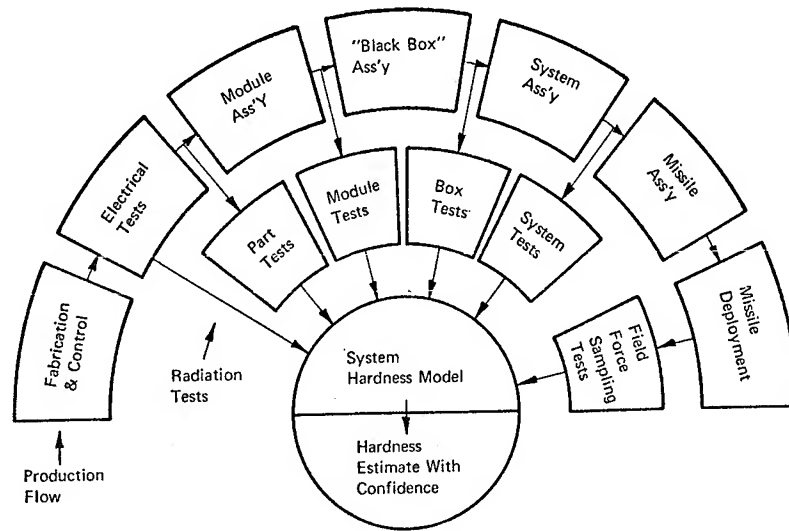 Fabrication
& Control
Electrical
Tests
Module
Ass'Y
"Black Box"
Ass'y
System
Ass'y
Missile
Ass'y
Missile
Deployment
Part
Tests
Module
Tests
Box
Tests
System
Tests
Field
Force
Sampling
Tests
Radiation
Tests
Production
Flow
System
Hardness Model
Hardness
Estimate With
Confidence